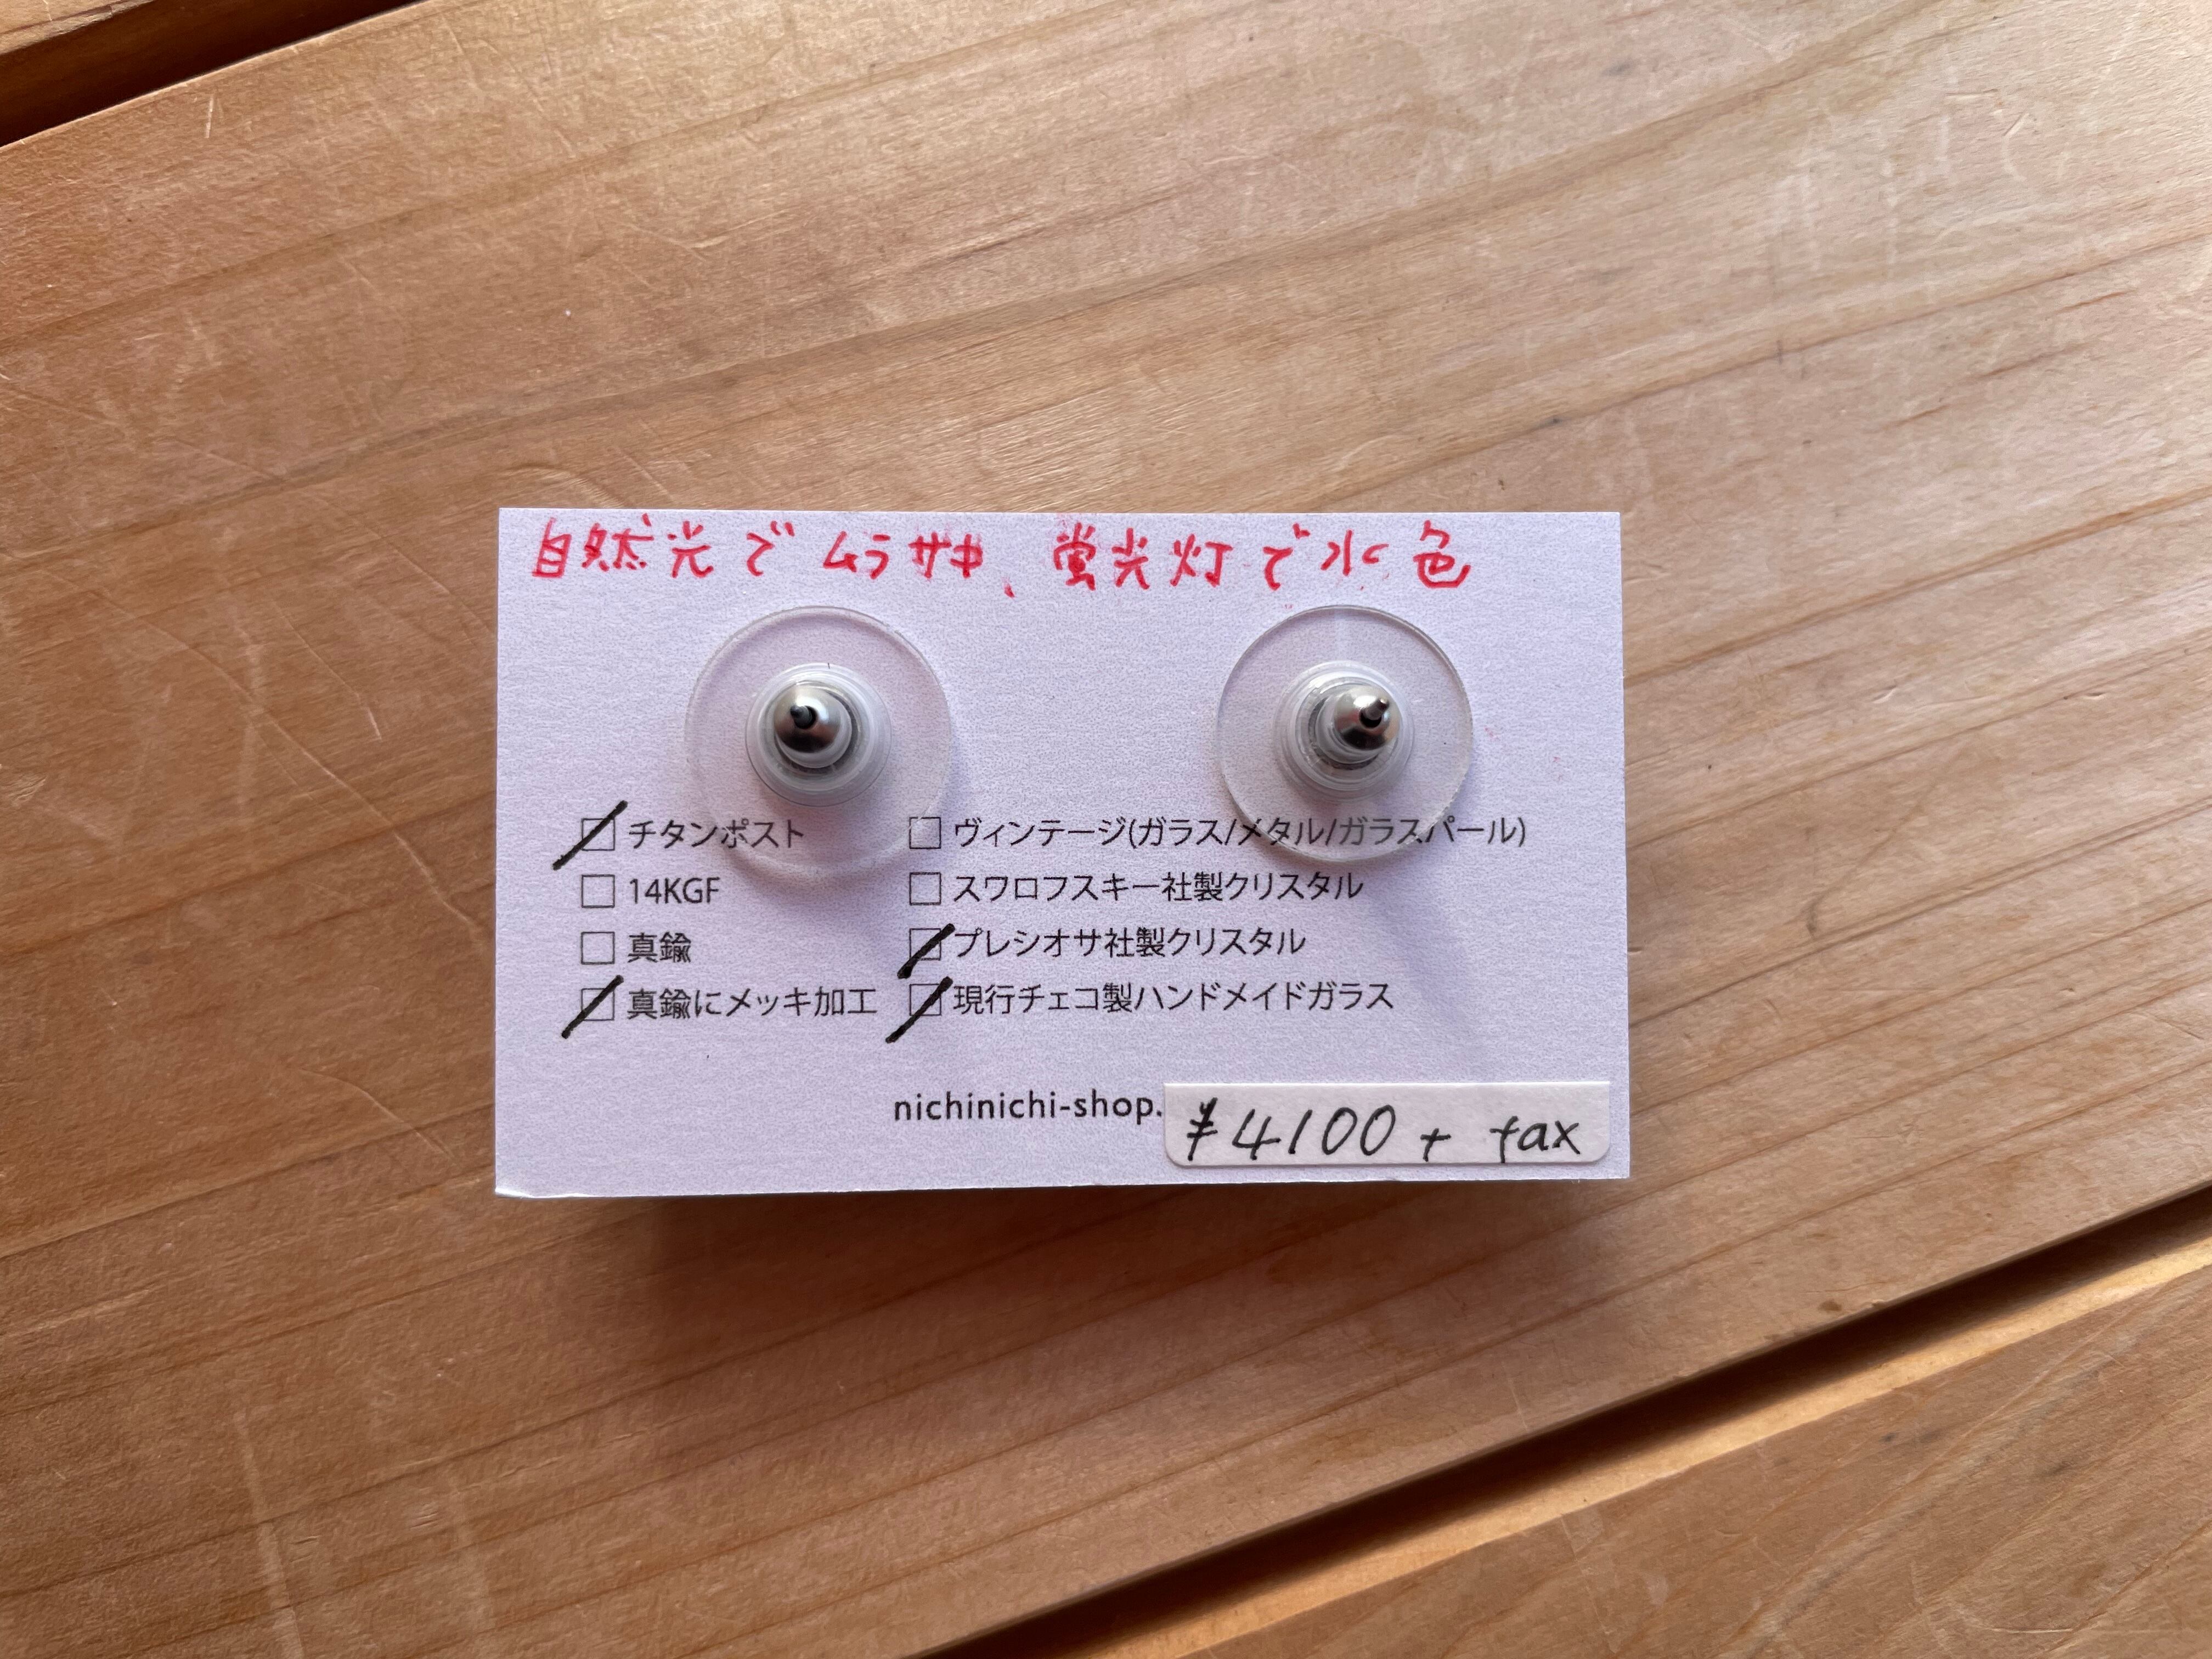 自然光でムラサキ、蛍光灯で水色
☑ チタンポスト
☐ 14KGF
☐ 真鍮
☑ 真鍮にメッキ加工
☐ ヴィンテージ(ガラス/メタル/ガラスパール)
☐ スワロフスキー社製クリスタル
☑ プレシオサ社製クリスタル
☑ 現行チェコ製ハンドメイドガラス
nichinichi-shop.
¥4100 + tax